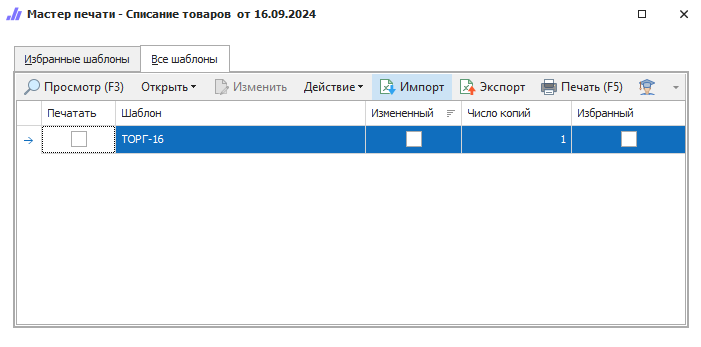 Мастер печати - Списание товаров от 16.09.2024
Избранные шаблоны Все шаблоны
Просмотр (F3) Открыть Изменить Действие Импорт Экспорт Печать (F5)
Печатать Шаблон Измененный Число копий Избранный
ТОРГ-16 1